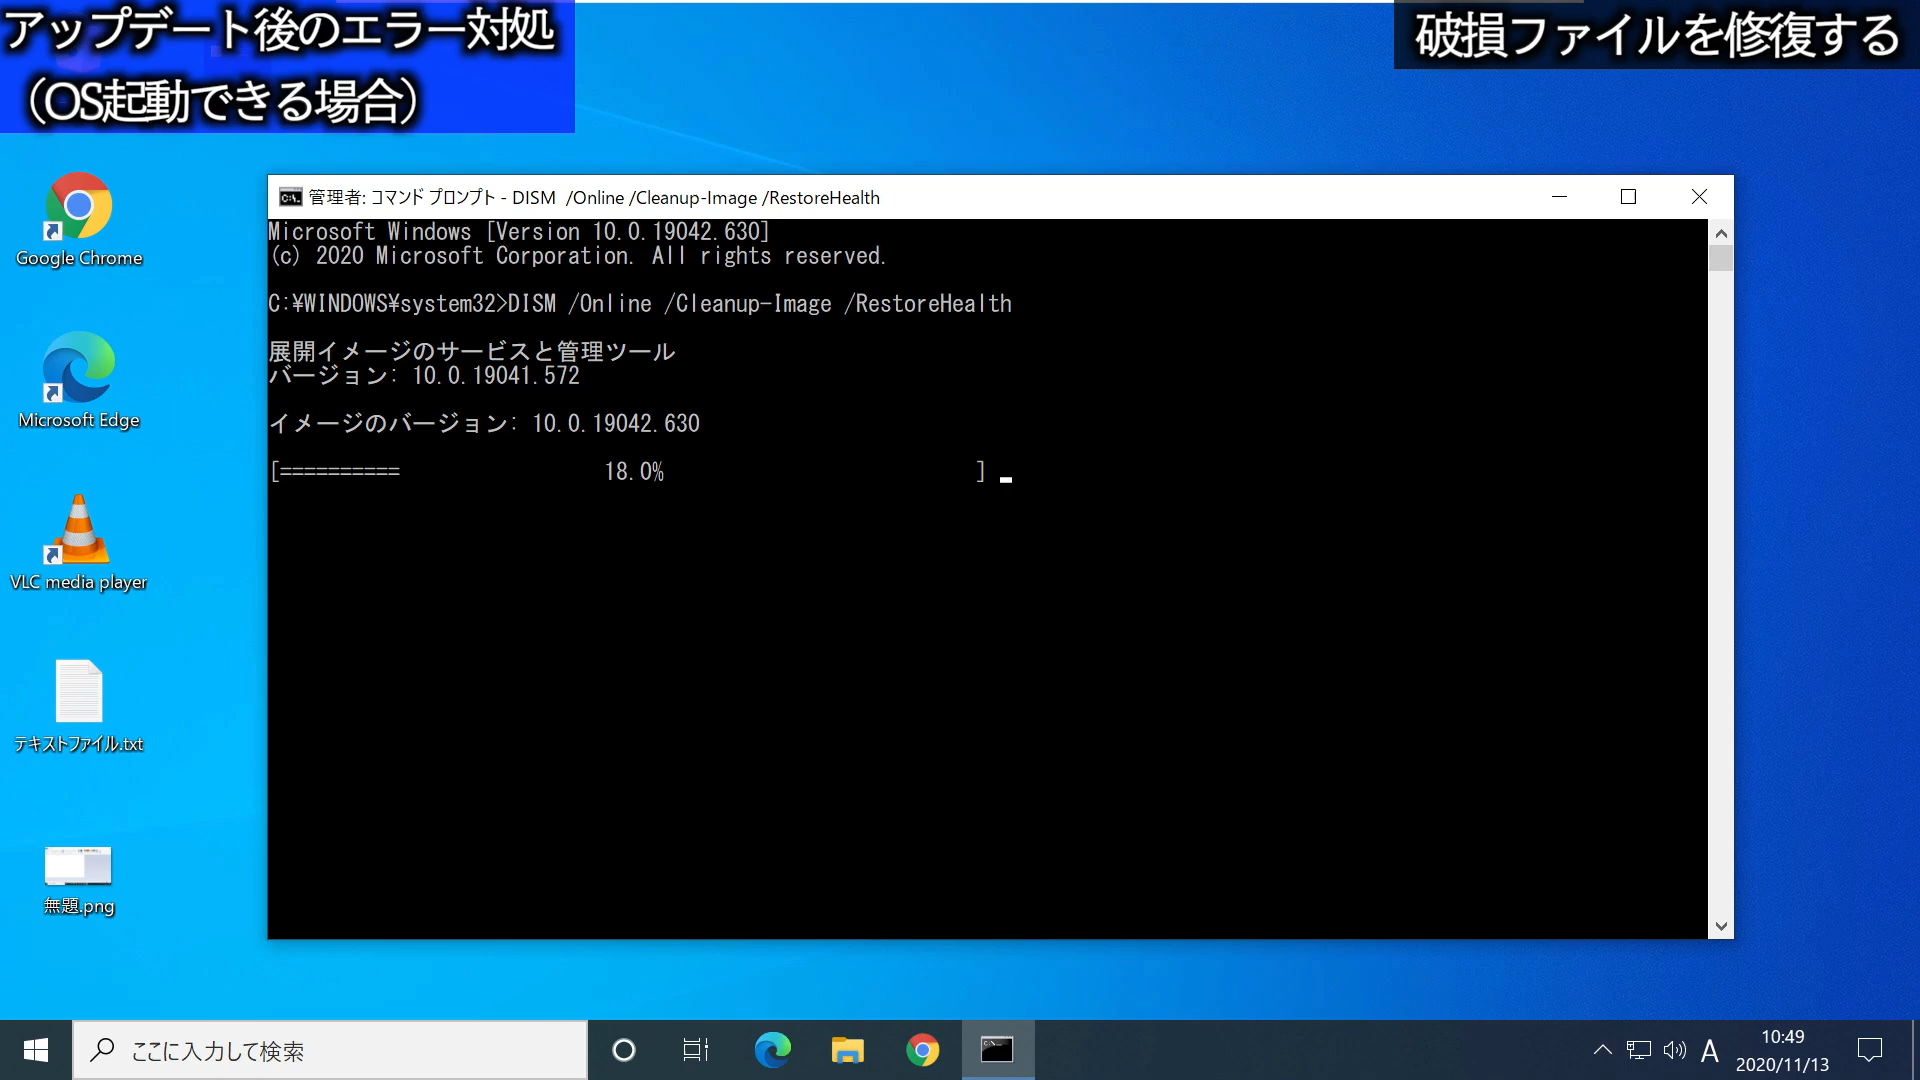 アップデート後のエラー対処
（OS起動できる場合）
破損ファイルを修復する
Google Chrome
Microsoft Edge
VLC media player
テキストファイル.txt
無題.png
管理者: コマンド プロンプト - DISM  /Online /Cleanup-Image /RestoreHealth
Microsoft Windows [Version 10.0.19042.630]
(c) 2020 Microsoft Corporation. All rights reserved.
C:¥WINDOWS¥system32>DISM /Online /Cleanup-Image /RestoreHealth
展開イメージのサービスと管理ツール
バージョン: 10.0.19041.572
イメージのバージョン: 10.0.19042.630
[==========                 18.0%                          ]
ここに入力して検索
A
10:49
2020/11/13